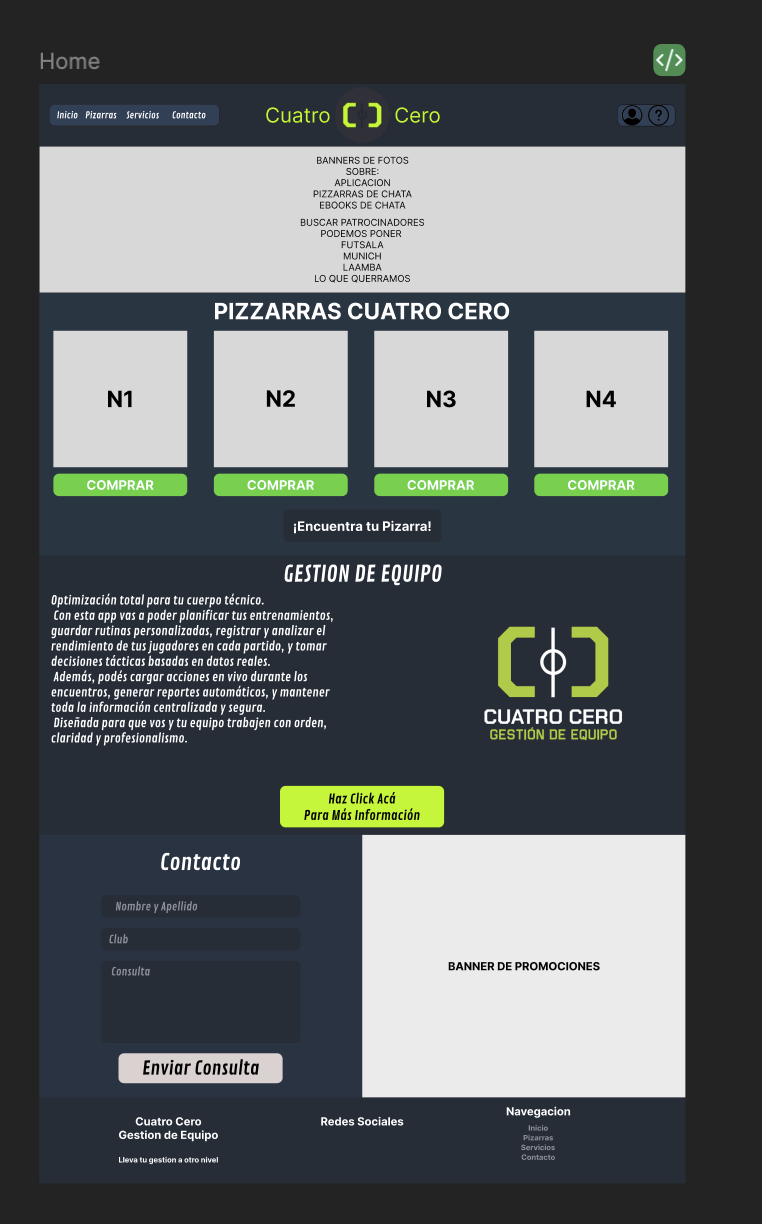 Home
</>
Inicio Pizarras Servicios Contacto
Cuatro Cero
?
BANNERS DE FOTOS
SOBRE:
APLICACION
PIZZARRAS DE CHATA
EBOOKS DE CHATA
BUSCAR PATROCINADORES
PODEMOS PONER
FUTSALA
MUNICH
LAAMBA
LO QUE QUERRAMOS
PIZZARRAS CUATRO CERO
N1 N2 N3 N4
COMPRAR COMPRAR COMPRAR COMPRAR
¡Encuentra tu Pizarra!
GESTION DE EQUIPO
Optimización total para tu cuerpo técnico.
Con esta app vas a poder planificar tus entrenamientos,
guardar rutinas personalizadas, registrar y analizar el
rendimiento de tus jugadores en cada partido, y tomar
decisiones tácticas basadas en datos reales.
Además, podés cargar acciones en vivo durante los
encuentros, generar reportes automáticos, y mantener
toda la información centralizada y segura.
Diseñada para que vos y tu equipo trabajen con orden,
claridad y profesionalismo.
CUATRO CERO
GESTIÓN DE EQUIPO
Haz Click Acá
Para Más Información
Contacto
Nombre y Apellido
Club
Consulta
Enviar Consulta
BANNER DE PROMOCIONES
Cuatro Cero
Gestion de Equipo
Lleva tu gestion a otro nivel
Redes Sociales
Navegacion
Inicio
Pizarras
Servicios
Contacto